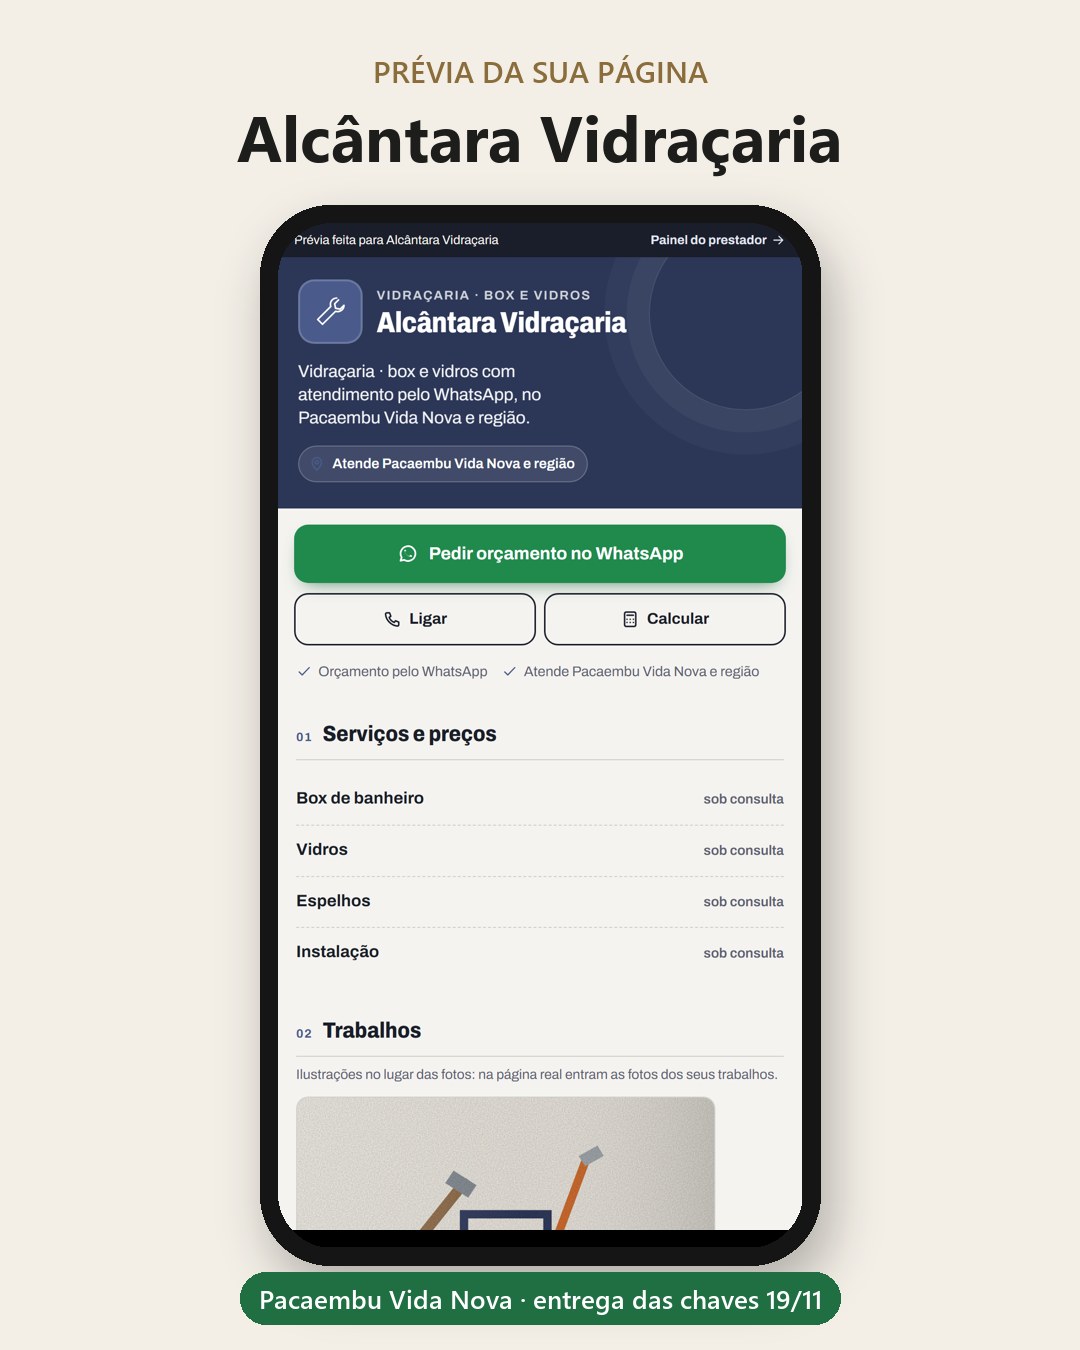 PRÉVIA DA SUA PÁGINA
Alcântara Vidraçaria
Prévia feita para Alcântara Vidraçaria
Painel do prestador →
VIDRAÇARIA · BOX E VIDROS
Alcântara Vidraçaria
Vidraçaria · box e vidros com
atendimento pelo WhatsApp, no
Pacaembu Vida Nova e região.
Atende Pacaembu Vida Nova e região
Pedir orçamento no WhatsApp
Ligar
Calcular
Orçamento pelo WhatsApp
Atende Pacaembu Vida Nova e região
01 Serviços e preços
Box de banheiro sob consulta
Vidros sob consulta
Espelhos sob consulta
Instalação sob consulta
02 Trabalhos
Ilustrações no lugar das fotos: na página real entram as fotos dos seus trabalhos.
Pacaembu Vida Nova · entrega das chaves 19/11